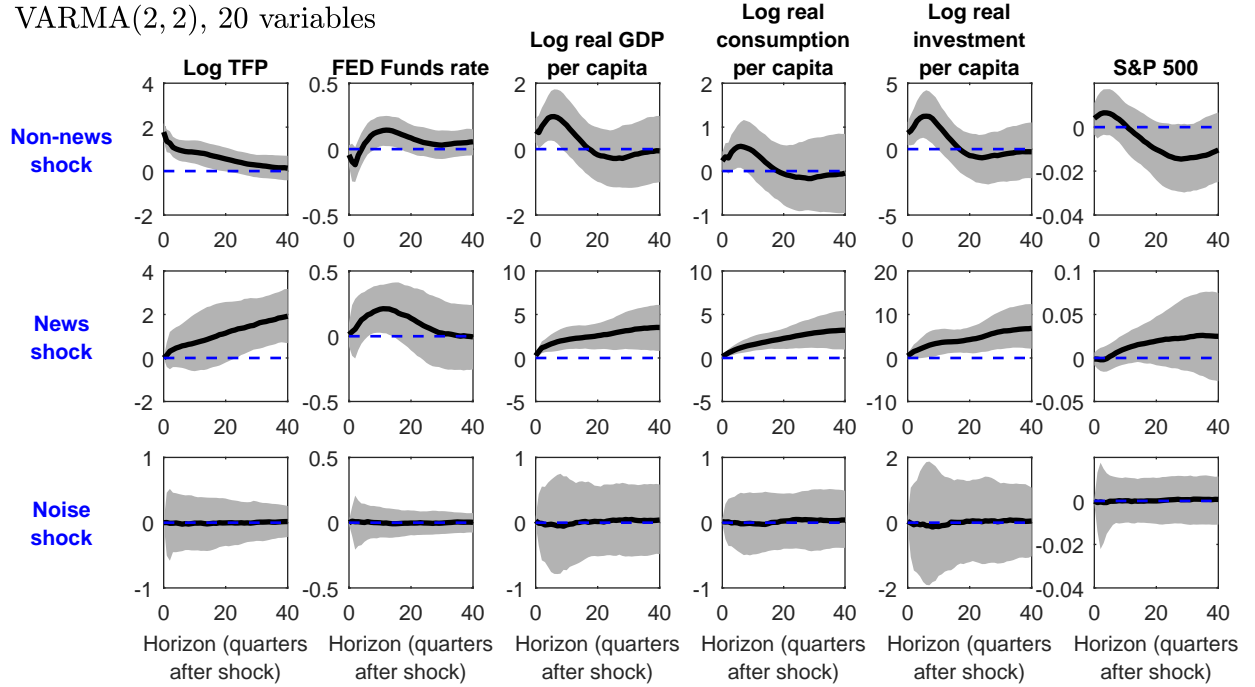 VARMA(2, 2), 20 variables
Log TFP
FED Funds rate
Log real GDP
per capita
Log real
consumption
per capita
Log real
investment
per capita
S&P 500
Non-news
shock
4
2
0
-2
0 20 40
0.5
0
-0.5
0 20 40
2
0
-2
0 20 40
2
1
0
-1
0 20 40
5
0
-5
0 20 40
0
-0.02
-0.04
0 20 40
News
shock
4
2
0
-2
0 20 40
0.5
0
-0.5
0 20 40
10
5
0
-5
0 20 40
10
5
0
-5
0 20 40
20
10
0
-10
0 20 40
0.1
0.05
0
-0.05
0 20 40
Noise
shock
1
0
-1
0 20 40
0.5
0
-0.5
0 20 40
1
0
-1
0 20 40
1
0
-1
0 20 40
2
0
-2
0 20 40
0
-0.02
-0.04
0 20 40
Horizon (quarters
after shock)
Horizon (quarters
after shock)
Horizon (quarters
after shock)
Horizon (quarters
after shock)
Horizon (quarters
after shock)
Horizon (quarters
after shock)